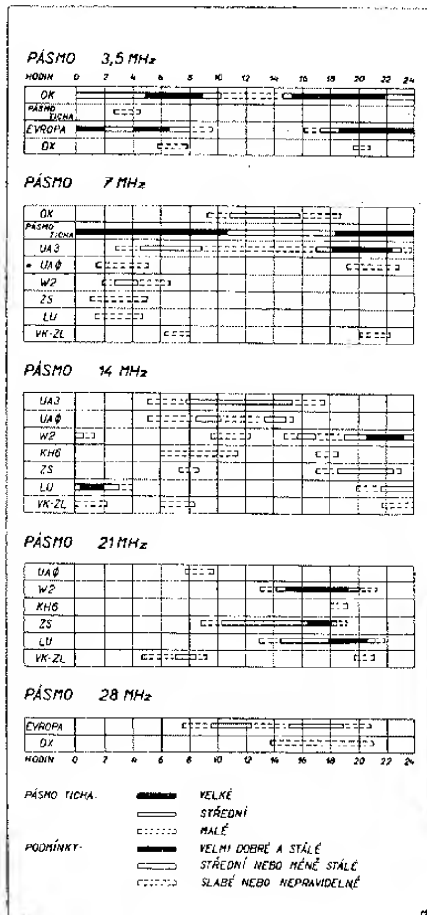 PÁSMO 3,5 MHz
HODIN 0 2 4 6 8 10 12 14 16 18 20 22 24
OK
PÁSMO TICHA
EVROPA
DX
PÁSMO 7 MHz
OK
PÁSMO TICHA
UA3
UAØ
W2
ZS
LU
VK-ZL
PÁSMO 14 MHz
UA3
UAØ
W2
KH6
ZS
LU
VK-ZL
PÁSMO 21 MHz
UAØ
W2
KH6
ZS
LU
VK-ZL
PÁSMO 28 MHz
EVROPA
DX
HODIN 0 2 4 6 8 10 12 14 16 18 20 22 24
PÁSMO TICHA: VELKÉ
STŘEDNÍ
MALÉ
PODMÍNKY: VELMI DOBRÉ A STÁLÉ
STŘEDNÍ NEBO MÉNĚ STÁLÉ
SLABÉ NEBO NEPRAVIDELNÉ